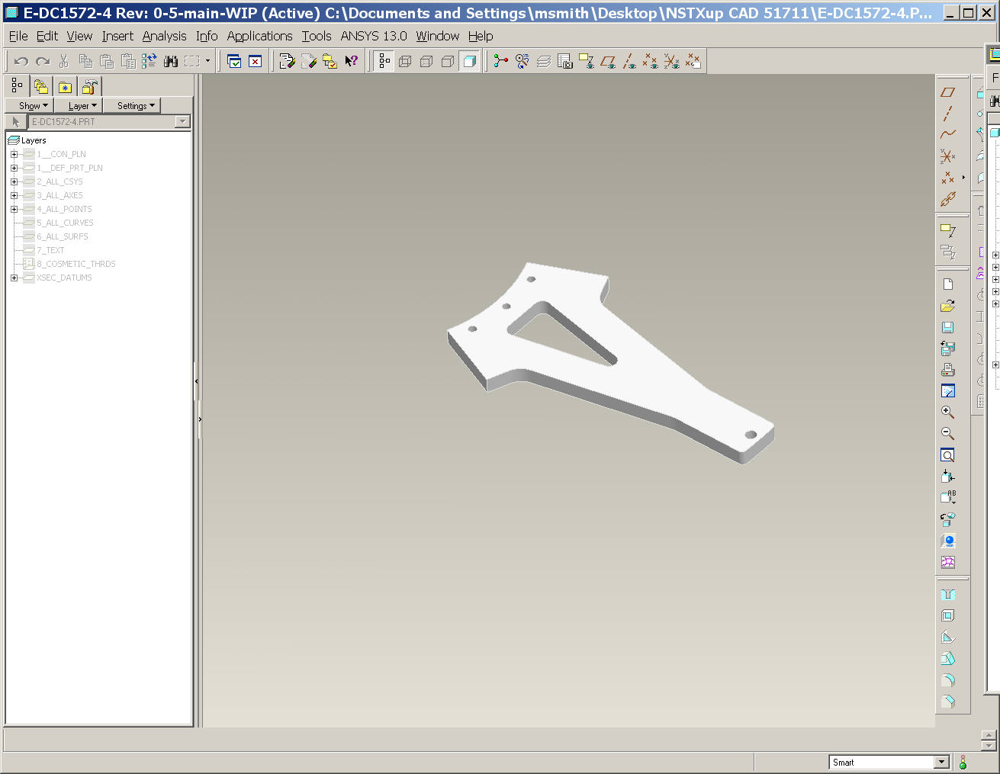 E-DC1572-4 Rev: 0-5-main-WIP (Active) C:\Documents and Settings\msmith\Desktop\NSTXup CAD 51711\E-DC1572-4.P...
File Edit View Insert Analysis Info Applications Tools ANSYS 13.0 Window Help
F
Show Layer Settings
E-DC1572-4.PRT
Layers
1__CON_PLN
1__DEF_PRT_PLN
2_ALL_CSYS
3_ALL_AXES
4_ALL_POINTS
5_ALL_CURVES
6_ALL_SURFS
7_TEXT
8_COSMETIC_THRDS
XSEC_DATUMS
AB
Smart